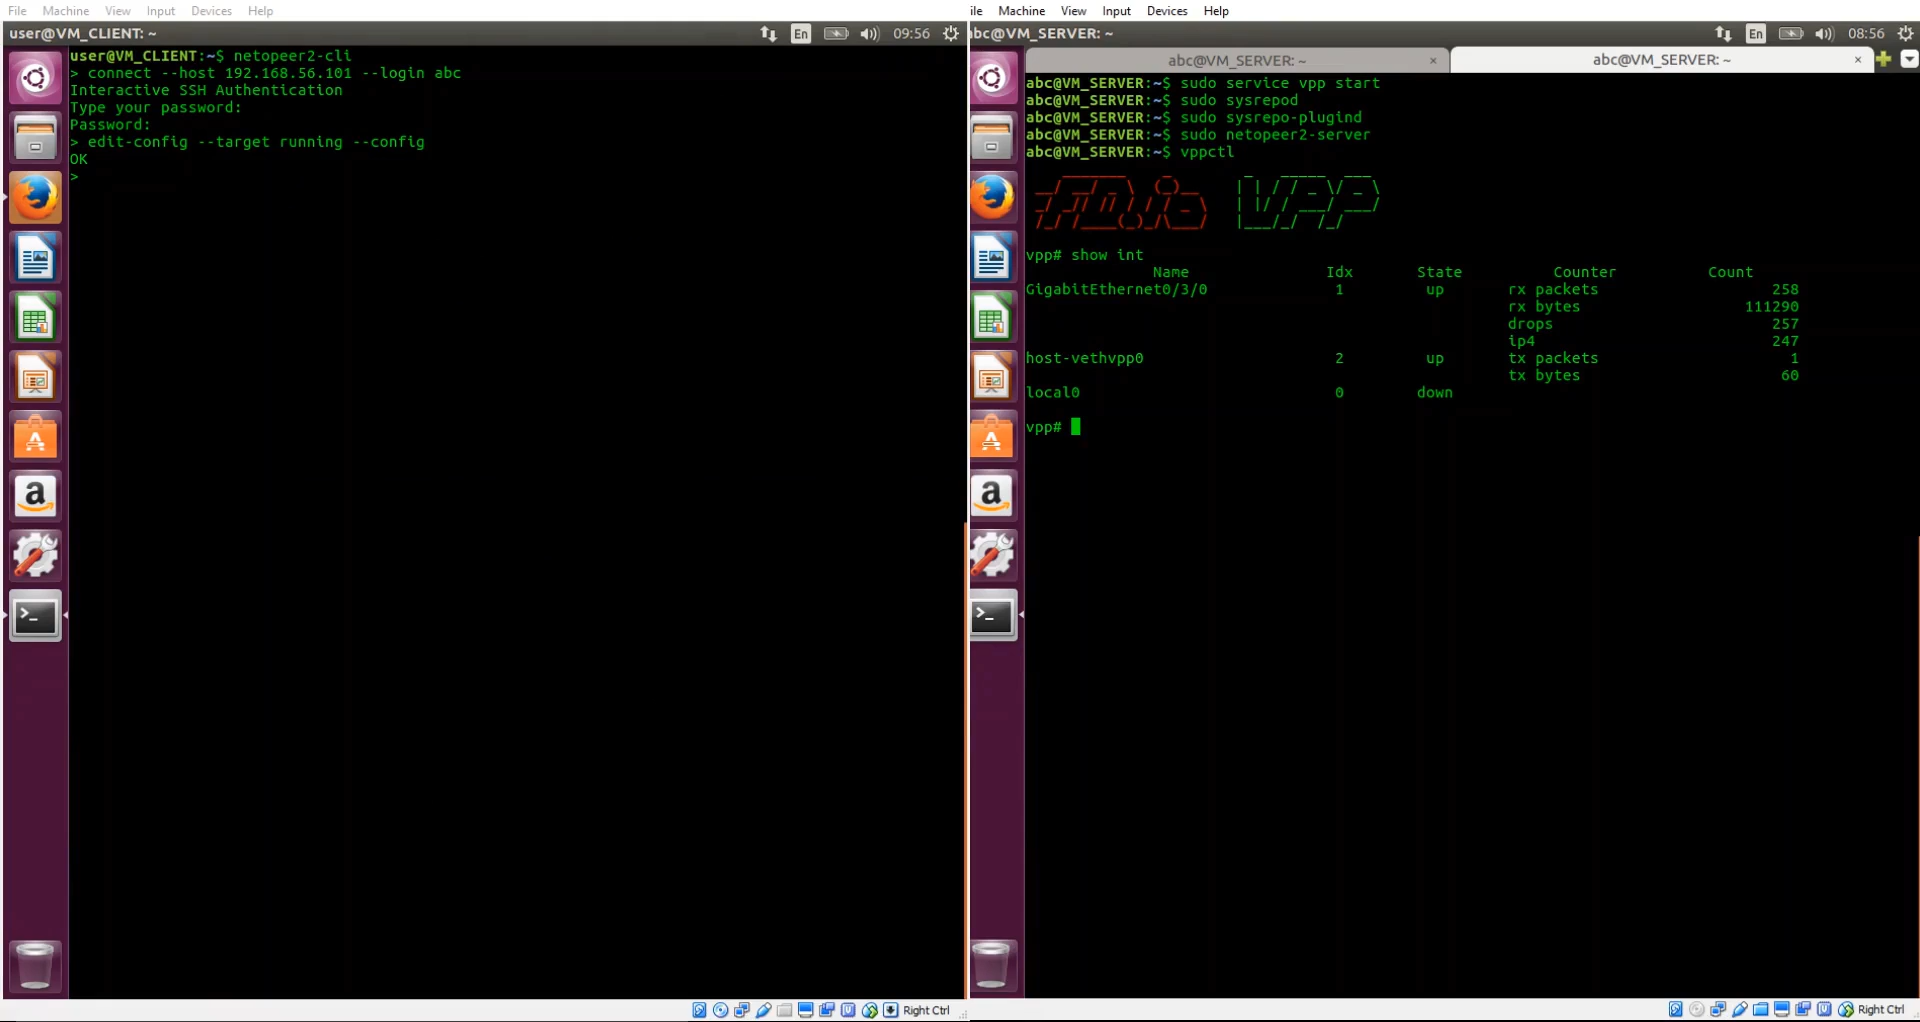 File Machine View Input Devices Help
user@VM_CLIENT: ~
En
09:56
user@VM_CLIENT:~$ netopeer2-cli
> connect --host 192.168.56.101 --login abc
Interactive SSH Authentication
Type your password:
Password:
> edit-config --target running --config
OK
>
Right Ctrl
ile Machine View Input Devices Help
abc@VM_SERVER: ~
En
08:56
abc@VM_SERVER: ~ ×
abc@VM_SERVER: ~ ×
abc@VM_SERVER:~$ sudo service vpp start
abc@VM_SERVER:~$ sudo sysrepod
abc@VM_SERVER:~$ sudo sysrepo-plugind
abc@VM_SERVER:~$ sudo netopeer2-server
abc@VM_SERVER:~$ vppctl
FD.io VPP
vpp# show int
Name Idx State Counter Count
GigabitEthernet0/3/0 1 up rx packets 258
rx bytes 111290
drops 257
ip4 247
host-vethvpp0 2 up tx packets 1
tx bytes 60
local0 0 down
vpp#
Right Ctrl